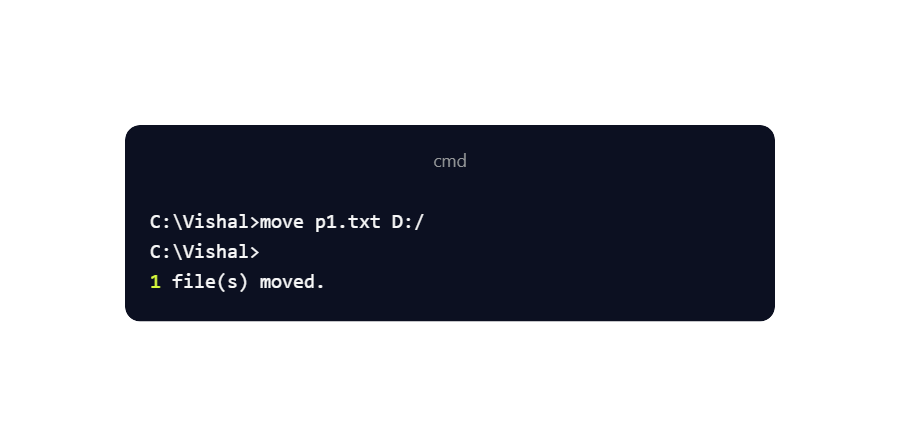 cmd
C:\Vishal>move p1.txt D:/
C:\Vishal>
1 file(s) moved.